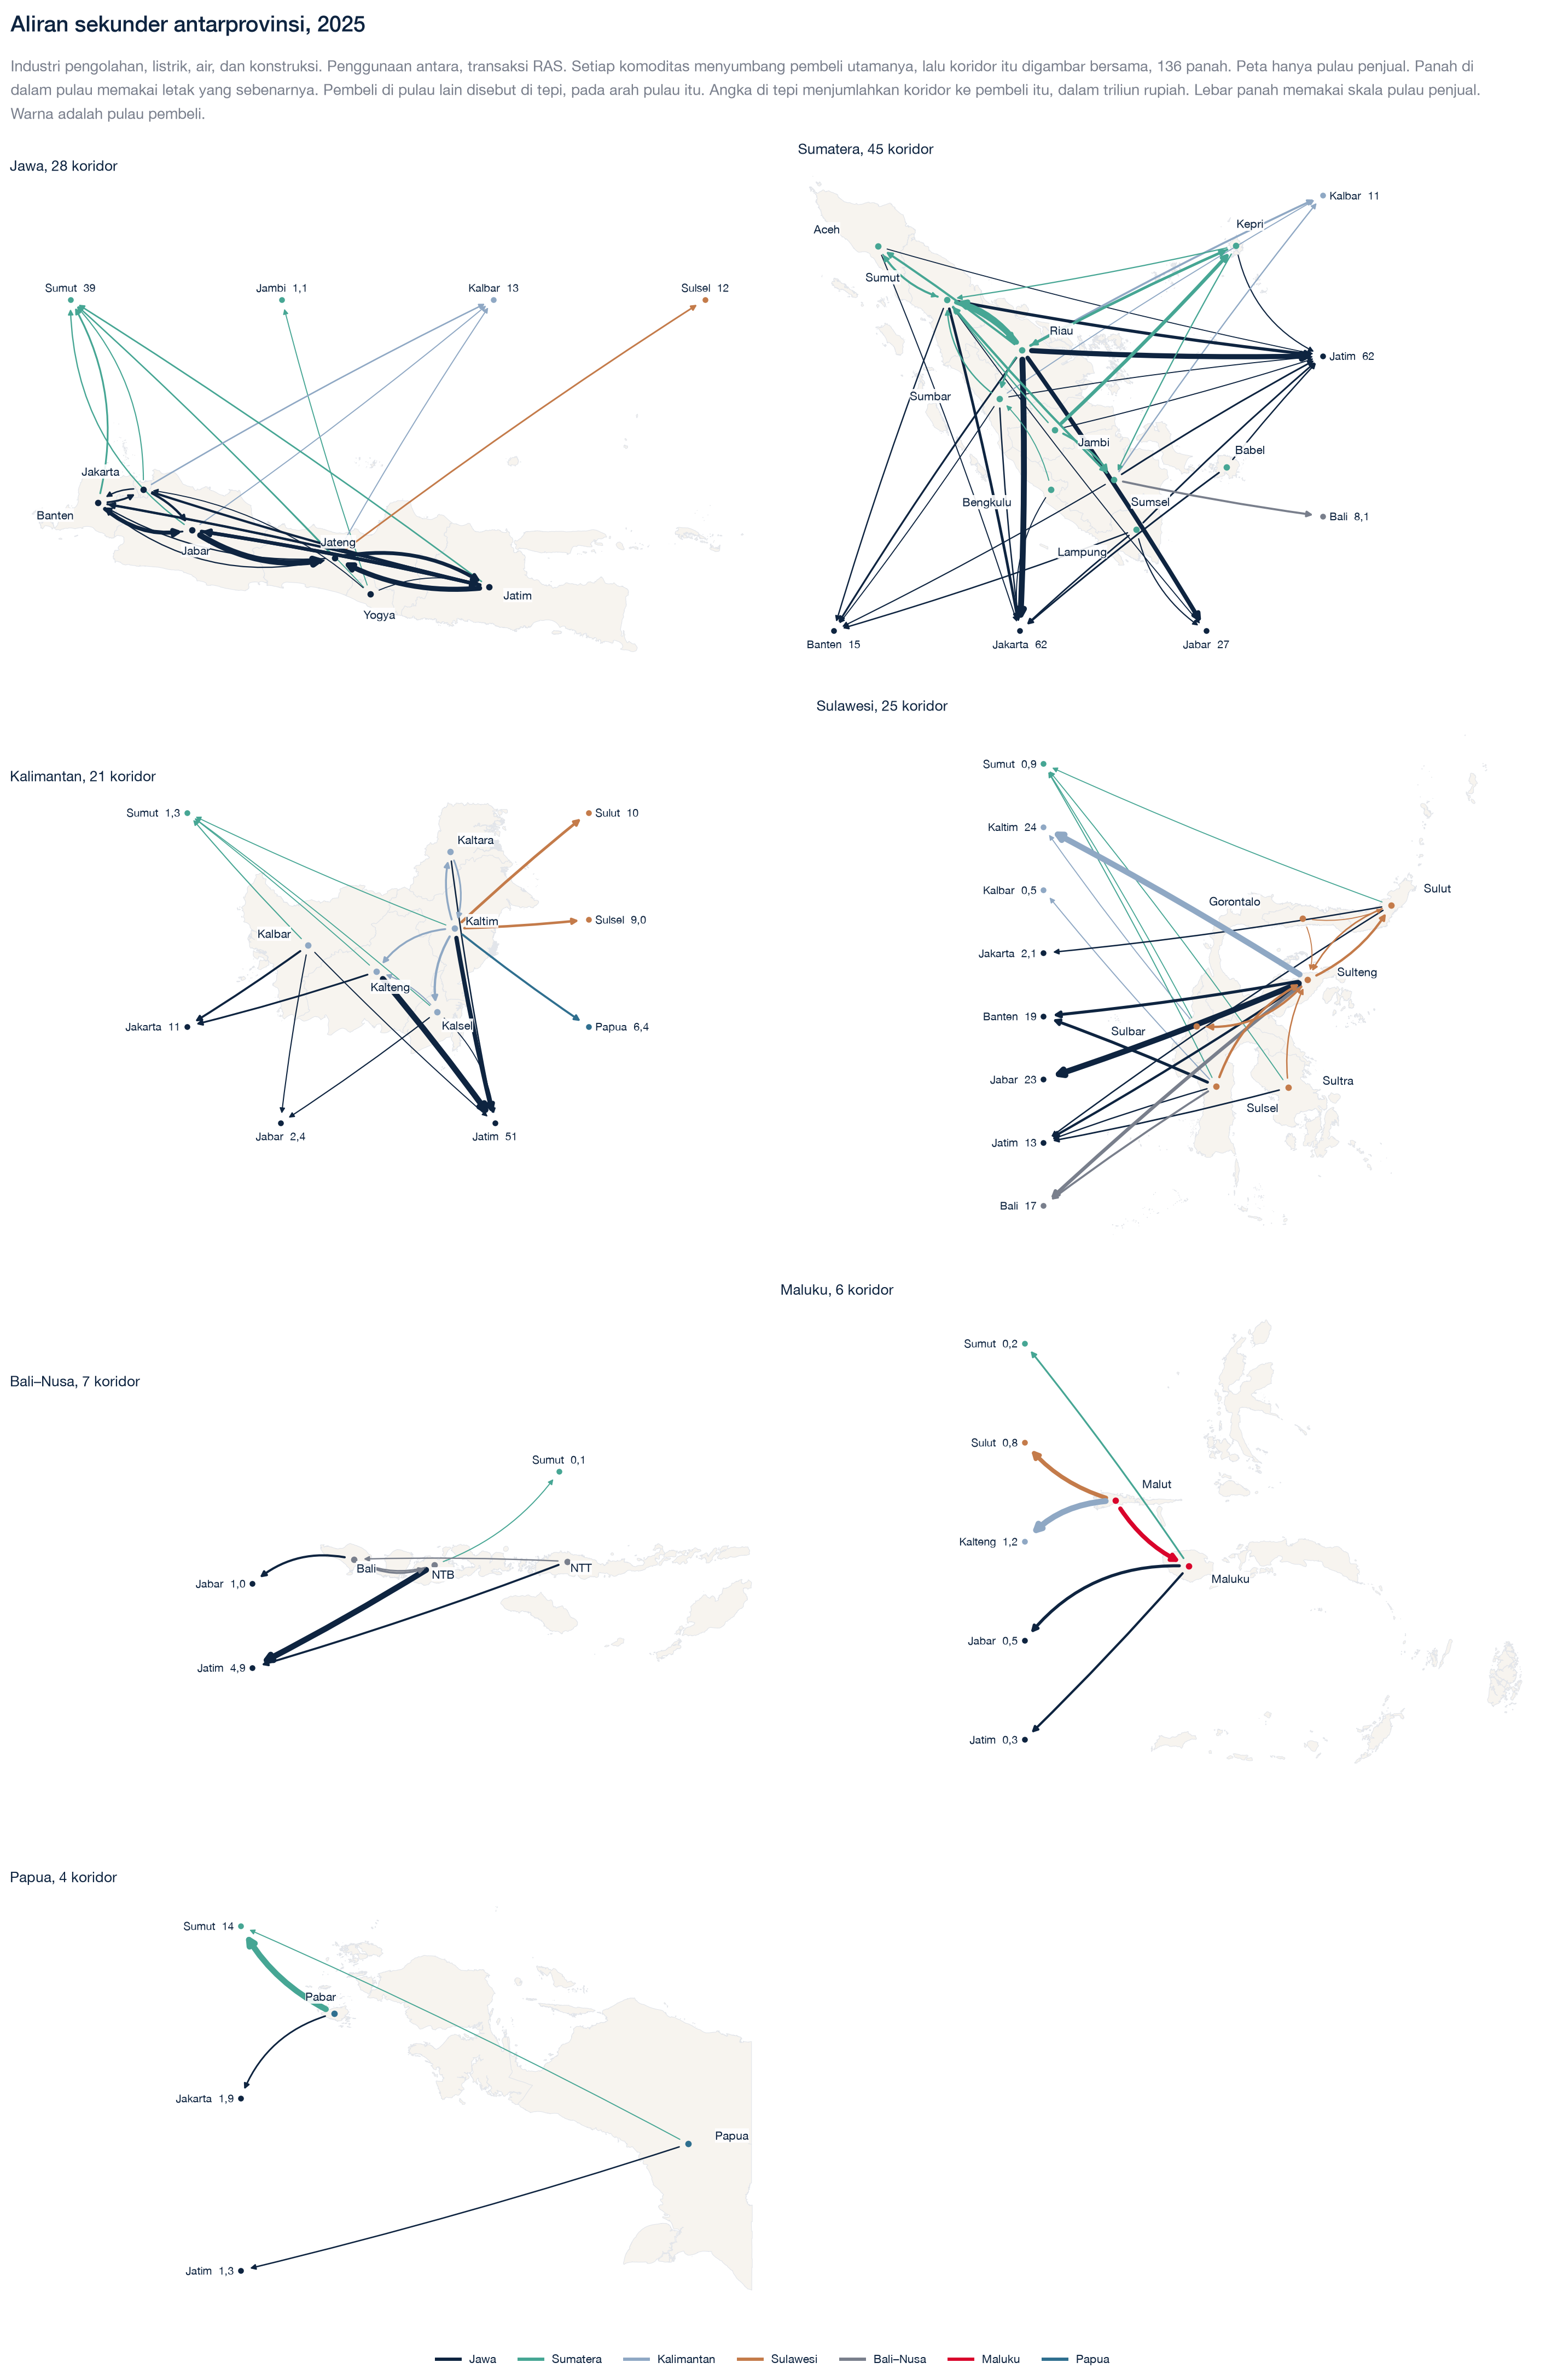 Aliran sekunder antarprovinsi, 2025
Industri pengolahan, listrik, air, dan konstruksi. Penggunaan antara, transaksi RAS. Setiap komoditas menyumbang pembeli utamanya, lalu koridor itu digambar bersama, 136 panah. Peta hanya pulau penjual. Panah di
dalam pulau memakai letak yang sebenarnya. Pembeli di pulau lain disebut di tepi, pada arah pulau itu. Angka di tepi menjumlahkan koridor ke pembeli itu, dalam triliun rupiah. Lebar panah memakai skala pulau penjual.
Warna adalah pulau pembeli.
Jawa, 28 koridor
Sumut 39
Jambi 1,1
Kalbar 13
Sulsel 12
Jakarta
Banten
Jabar
Jateng
Jatim
Yogya
Sumatera, 45 koridor
Kalbar 11
Kepri
Aceh
Sumut
Riau
Jatim 62
Sumbar
Jambi
Babel
Bengkulu
Sumsel
Bali 8,1
Lampung
Banten 15
Jakarta 62
Jabar 27
Kalimantan, 21 koridor
Sumut 1,3
Sulut 10
Kaltara
Kaltim
Sulsel 9,0
Kalbar
Kalteng
Jakarta 11
Kalsel
Papua 6,4
Jabar 2,4
Jatim 51
Sulawesi, 25 koridor
Sumut 0,9
Kaltim 24
Kalbar 0,5
Sulut
Gorontalo
Jakarta 2,1
Sulteng
Banten 19
Sulbar
Jabar 23
Sultra
Sulsel
Jatim 13
Bali 17
Bali–Nusa, 7 koridor
Sumut 0,1
Bali
NTB
NTT
Jabar 1,0
Jatim 4,9
Maluku, 6 koridor
Sumut 0,2
Sulut 0,8
Malut
Kalteng 1,2
Maluku
Jabar 0,5
Jatim 0,3
Papua, 4 koridor
Sumut 14
Pabar
Jakarta 1,9
Papua
Jatim 1,3
Jawa
Sumatera
Kalimantan
Sulawesi
Bali–Nusa
Maluku
Papua